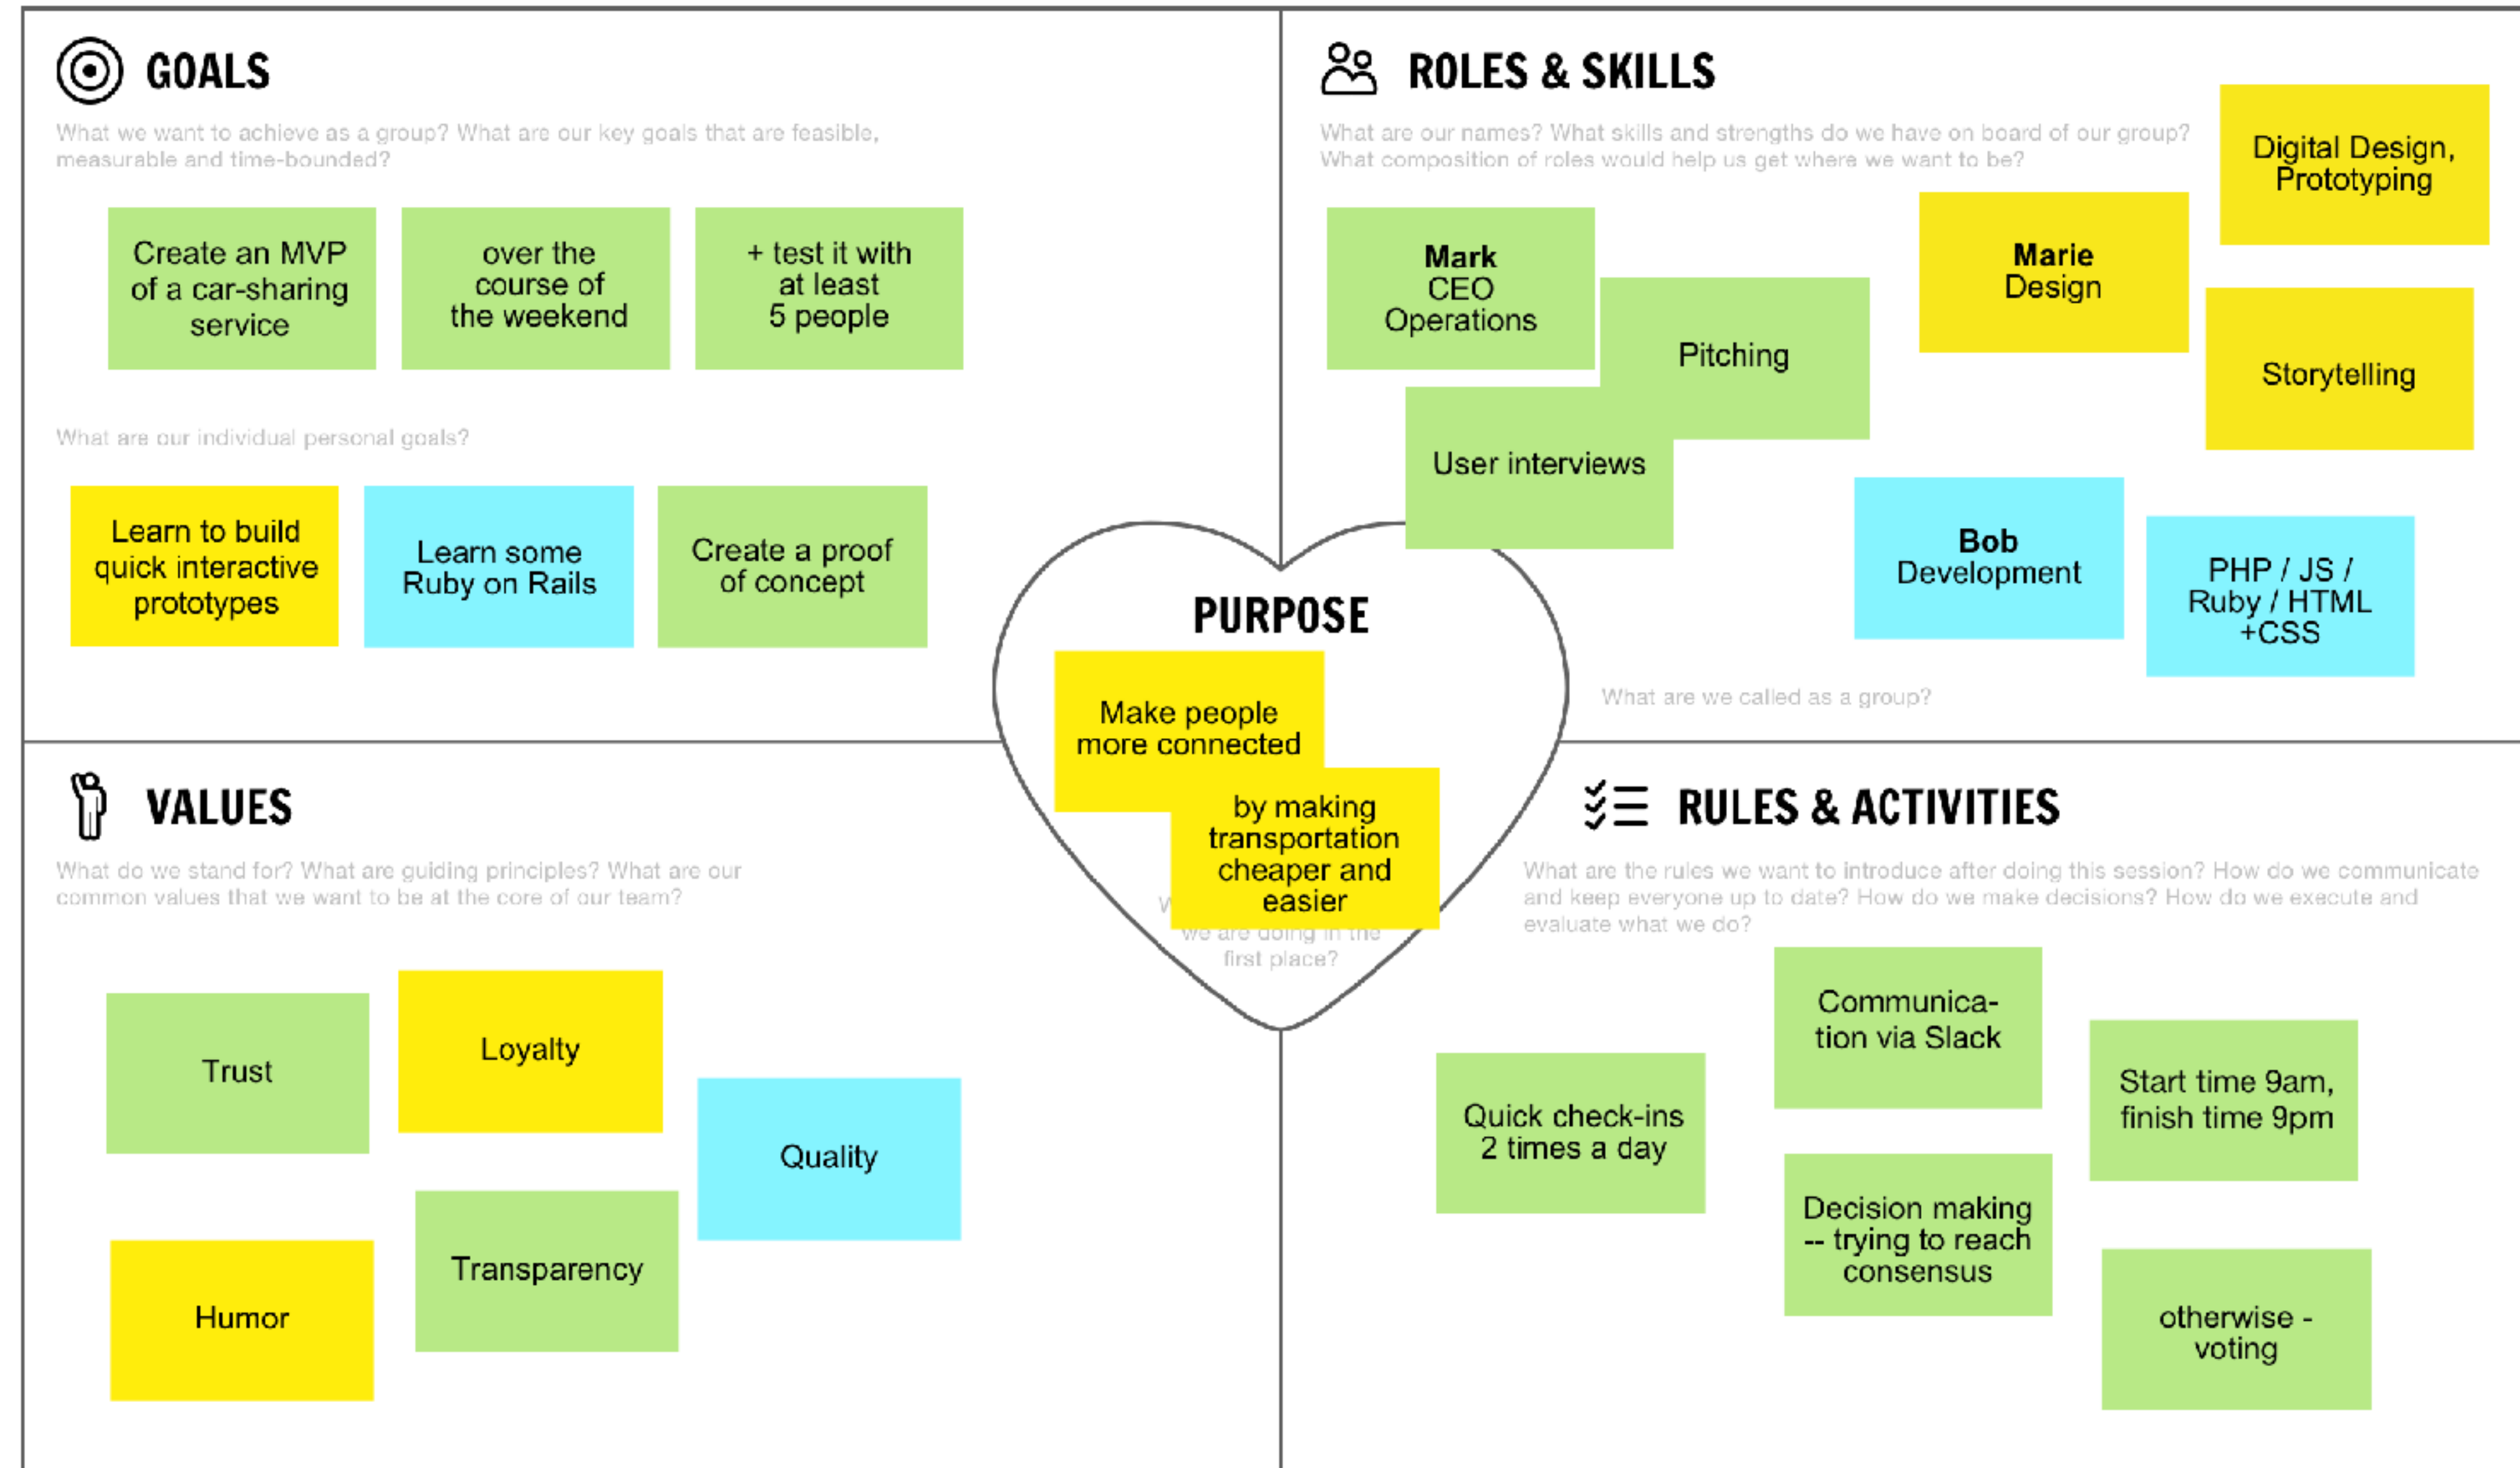 GOALS
What we want to achieve as a group? What are our key goals that are feasible,
measurable and time-bounded?
Create an MVP
of a car-sharing
service
over the
course of
the weekend
+ test it with
at least
5 people
What are our individual personal goals?
Learn to build
quick interactive
prototypes
Learn some
Ruby on Rails
Create a proof
of concept
ROLES & SKILLS
What are our names? What skills and strengths do we have on board of our group?
What composition of roles would help us get where we want to be?
Mark
CEO
Operations
Pitching
User interviews
Marie
Design
Digital Design,
Prototyping
Storytelling
Bob
Development
PHP / JS /
Ruby / HTML
+CSS
What are we called as a group?
PURPOSE
Make people
more connected
by making
transportation
cheaper and
easier
we are doing in the
first place?
VALUES
What do we stand for? What are guiding principles? What are our
common values that we want to be at the core of our team?
Trust
Loyalty
Quality
Humor
Transparency
RULES & ACTIVITIES
What are the rules we want to introduce after doing this session? How do we communicate
and keep everyone up to date? How do we make decisions? How do we execute and
evaluate what we do?
Quick check-ins
2 times a day
Communica-
tion via Slack
Start time 9am,
finish time 9pm
Decision making
-- trying to reach
consensus
otherwise -
voting